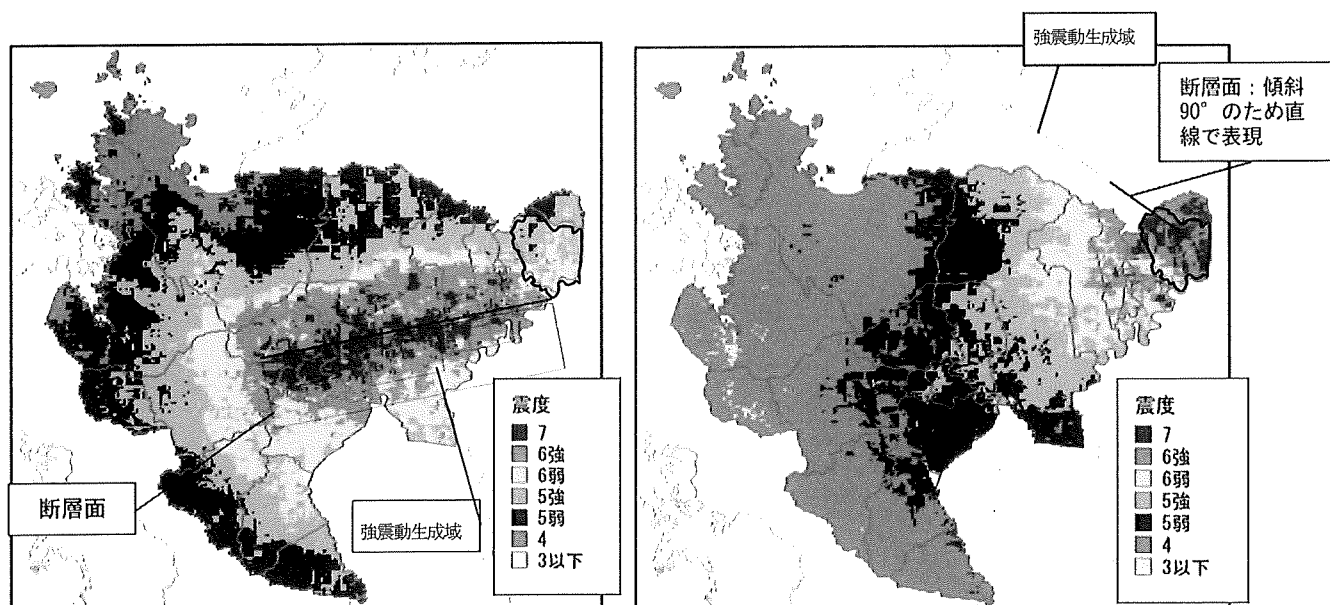 断層面
強震動生成域
震度
7
6強
6弱
5強
5弱
4
3以下
強震動生成域
断層面：傾斜
90°のため直
線で表現
震度
7
6強
6弱
5強
5弱
4
3以下